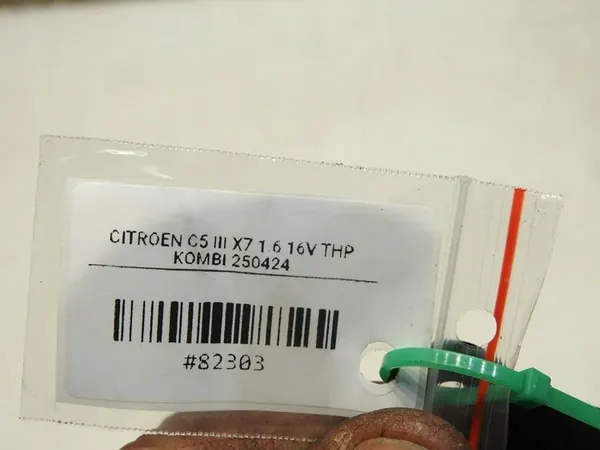 CITROEN C5 III X7 1 6 16V THP
KOMBI 250424
#82303